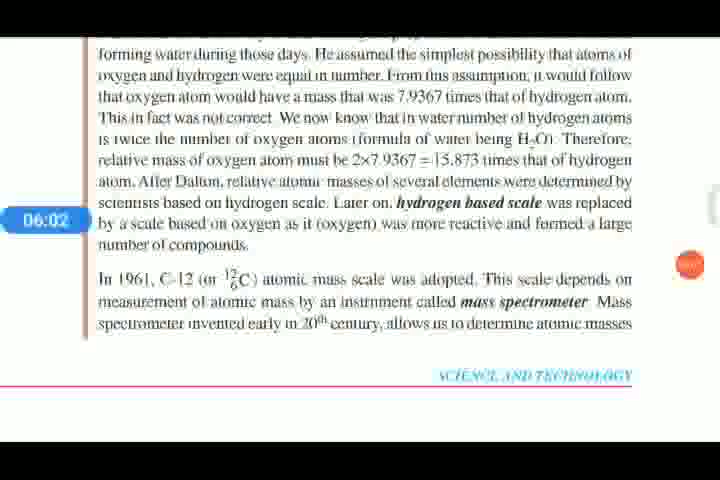 forming water during those days. He assumed the simplest possibility that atoms of
oxygen and hydrogen were equal in number. From this assumption, it would follow
that oxygen atom would have a mass that was 7.9367 times that of hydrogen atom.
This in fact was not correct. We now know that in water number of hydrogen atoms
is twice the number of oxygen atoms (formula of water being H₂O). Therefore,
relative mass of oxygen atom must be 2×7.9367 = 15.873 times that of hydrogen
atom. After Dalton, relative atomic masses of several elements were determined by
scientists based on hydrogen scale. Later on, hydrogen based scale was replaced
06:02
by a scale based on oxygen as it (oxygen) was more reactive and formed a large
number of compounds.
In 1961, C-12 (or ¹²₆C) atomic mass scale was adopted. This scale depends on
measurement of atomic mass by an instrument called mass spectrometer. Mass
spectrometer invented early in 20th century, allows us to determine atomic masses
SCIENCE AND TECHNOLOGY